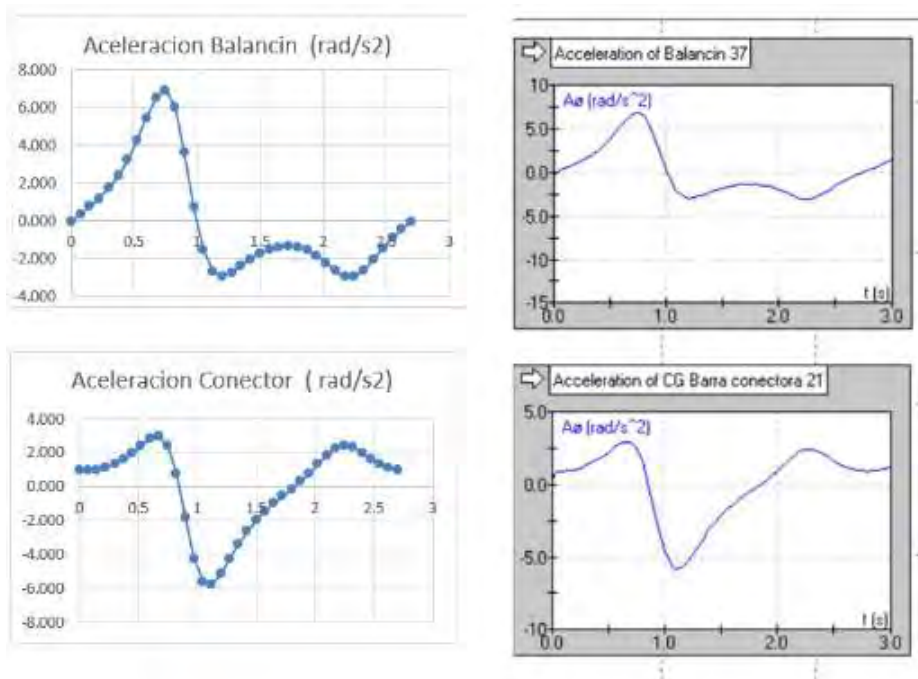 Aceleracion Balancin (rad/s2)
8.000
6.000
4.000
2.000
0.000
-2.000
-4.000
0 0.5 1 1.5 2 2.5 3
Acceleration of Balancin 37
Aø (rad/s^2)
10
5.0
0.0
-5.0
-10
-15
t (s)
0.0 1.0 2.0 3.0
Aceleracion Conector ( rad/s2)
4.000
2.000
0.000
-2.000
-4.000
-6.000
-8.000
0 0.5 1 1.5 2 2.5 3
Acceleration of CG Barra conectora 21
Aø (rad/s^2)
5.0
0.0
-5.0
-10
t (s)
0.0 1.0 2.0 3.0